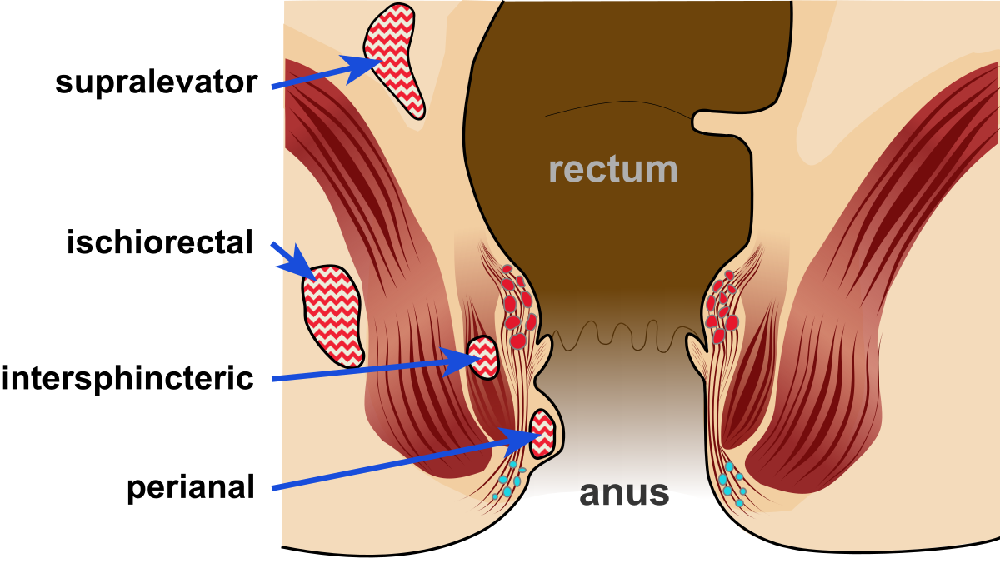 supralevator
rectum
ischiorectal
intersphincteric
perianal
anus